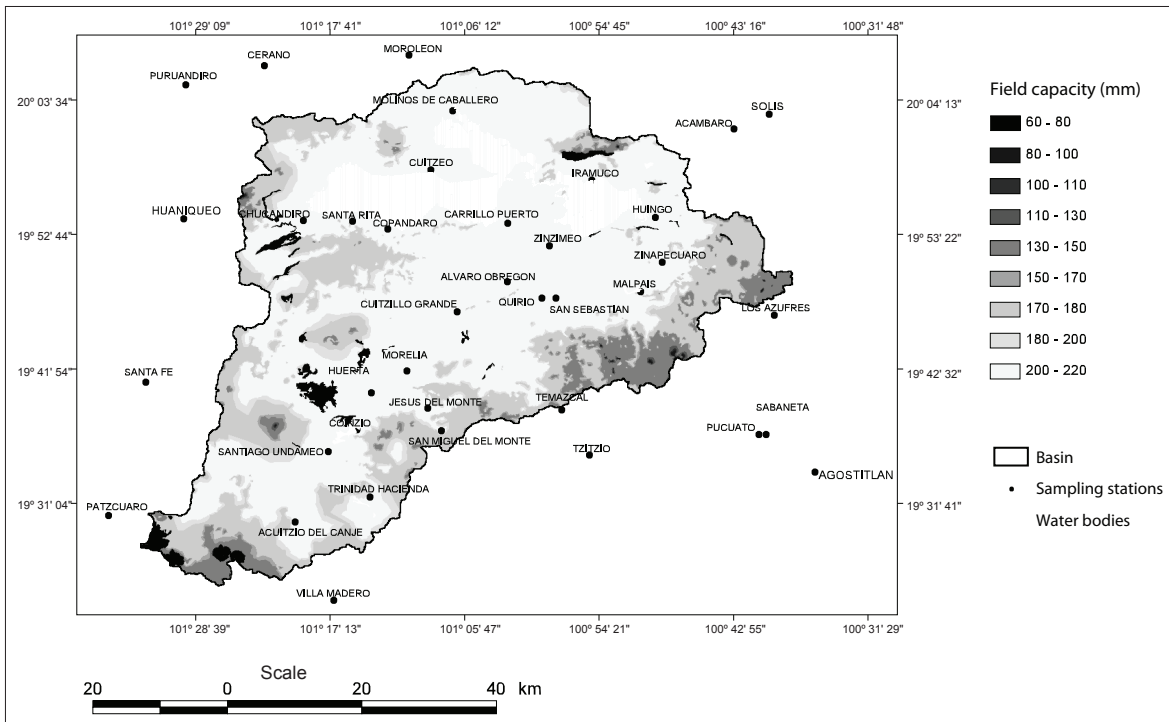 101º 29' 09" 101º 17' 41" 101º 06' 12" 100º 54' 45" 100º 43' 16" 100º 31' 48"
MOROLEON
CERANO
PURUANDIRO
20º 03' 34"
MOLINOS DE CABALLERO
SOLIS
20º 04' 13"
ACAMBARO
CUITZEO
IRAMUCO
HUANIQUEO
CHUCANDIRO
SANTA RITA
COPANDARO
CARRILLO PUERTO
HUINGO
19º 52' 44"
ZINZIMEO
19º 53' 22"
ZINAPECUARO
ALVARO OBREGON
MALPAIS
CUITZILLO GRANDE
QUIRIO
SAN SEBASTIAN
LOS AZUFRES
MORELIA
19º 41' 54"
SANTA FE
HUERTA
19º 42' 32"
JESUS DEL MONTE
TEMAZCAL
SABANETA
COINZIO
PUCUATO
SAN MIGUEL DEL MONTE
SANTIAGO UNDAMEO
TZITZIO
AGOSTITLAN
TRINIDAD HACIENDA
19º 31' 04"
PATZCUARO
19º 31' 41"
ACUITZIO DEL CANJE
VILLA MADERO
101º 28' 39" 101º 17' 13" 101º 05' 47" 100º 54' 21" 100º 42' 55" 100º 31' 29"
Scale
20 0 20 40 km
Field capacity (mm)
60 - 80
80 - 100
100 - 110
110 - 130
130 - 150
150 - 170
170 - 180
180 - 200
200 - 220
Basin
Sampling stations
Water bodies